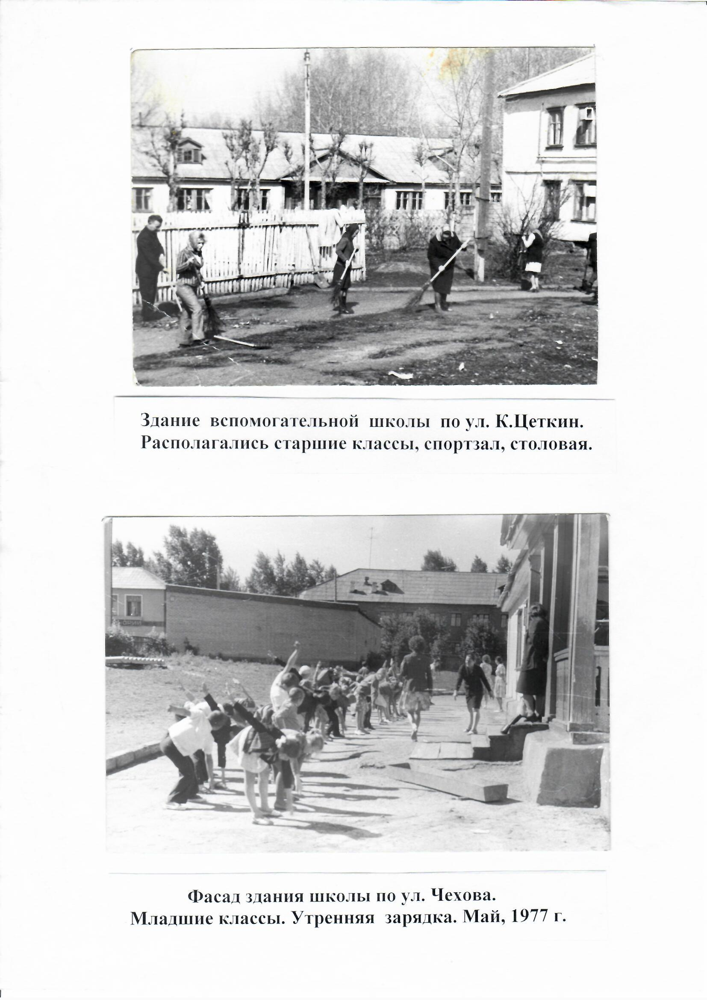 Здание вспомогательной школы по ул. К.Цеткин.
Располагались старшие классы, спортзал, столовая.
ОРИЙ
Фасад здания школы по ул. Чехова.
Младшие классы. Утренняя зарядка. Май, 1977 г.